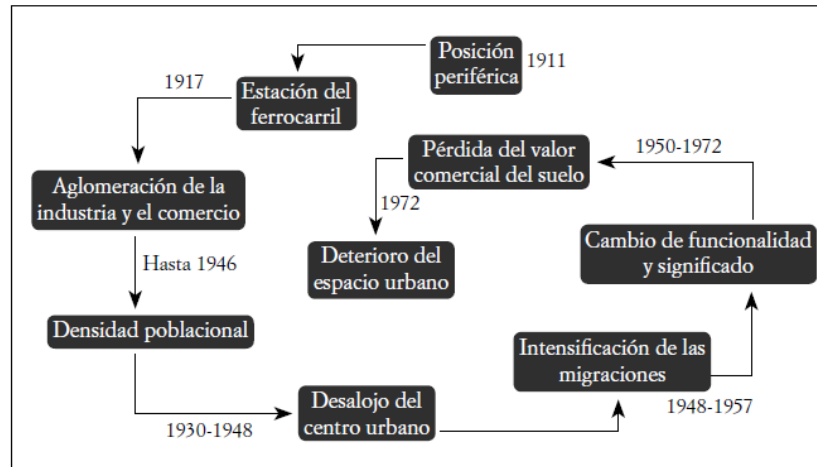 Posición
periférica
1911
Estación del
ferrocarril
1917
Aglomeración de la
industria y el comercio
Hasta 1946
Densidad poblacional
1930-1948
Desalojo del
centro urbano
Intensificación de las
migraciones
1948-1957
Cambio de funcionalidad
y significado
1950-1972
Pérdida del valor
comercial del suelo
1972
Deterioro del
espacio urbano